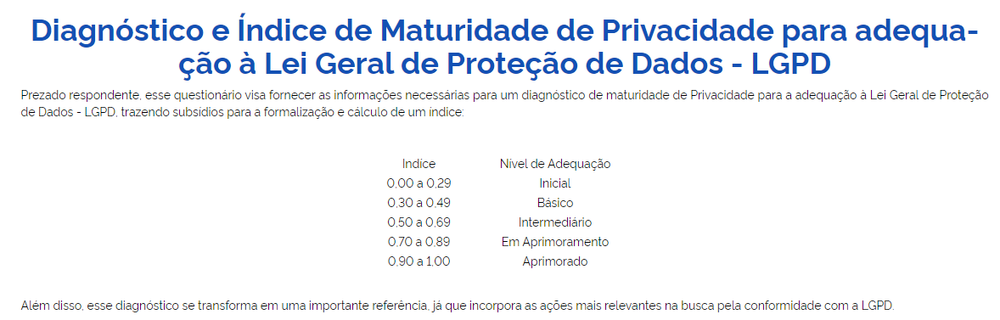 Diagnóstico e Índice de Maturidade de Privacidade para adequa-
ção à Lei Geral de Proteção de Dados - LGPD
Prezado respondente, esse questionário visa fornecer as informações necessárias para um diagnóstico de maturidade de Privacidade para a adequação à Lei Geral de Proteção
de Dados - LGPD, trazendo subsídios para a formalização e cálculo de um índice:
Indíce Nível de Adequação
0,00 a 0,29 Inicial
0,30 a 0,49 Básico
0,50 a 0,69 Intermediário
0,70 a 0,89 Em Aprimoramento
0,90 a 1,00 Aprimorado
Além disso, esse diagnóstico se transforma em uma importante referência, já que incorpora as ações mais relevantes na busca pela conformidade com a LGPD.